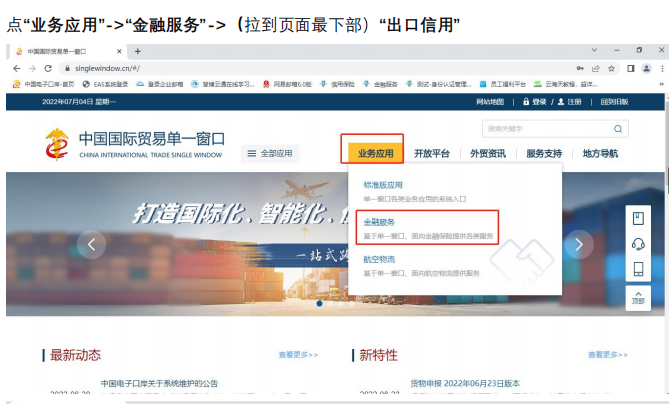 点“业务应用”->“金融服务”->（拉到页面最下部）“出口信用”
中国国际贸易单一窗口
singlewindow.cn/#/
中国电子口岸-首页
EAS系统登录
登录企业邮箱
网易邮箱6.0版
信用保险
金融服务
测试-身份认证管理...
员工福利平台
2022年07月04日 星期一
网站地图 | 登录 / 注册 | 回到旧版
中国国际贸易单一窗口
CHINA INTERNATIONAL TRADE SINGLE WINDOW
全部应用
搜索关键字
业务应用 开放平台 外贸资讯 服务支持 地方导航
标准版应用
单一窗口各类业务应用的系统入口
金融服务
基于单一窗口、面向金融保险提供各类服务
航空物流
基于单一窗口、面向航空物流提供服务
打造国际化、智能化、
一站式
顶部
最新动态 查看更多>>
新特性 查看更多>>
中国电子口岸关于系统维护的公告
货物申报 2022年06月23日版本